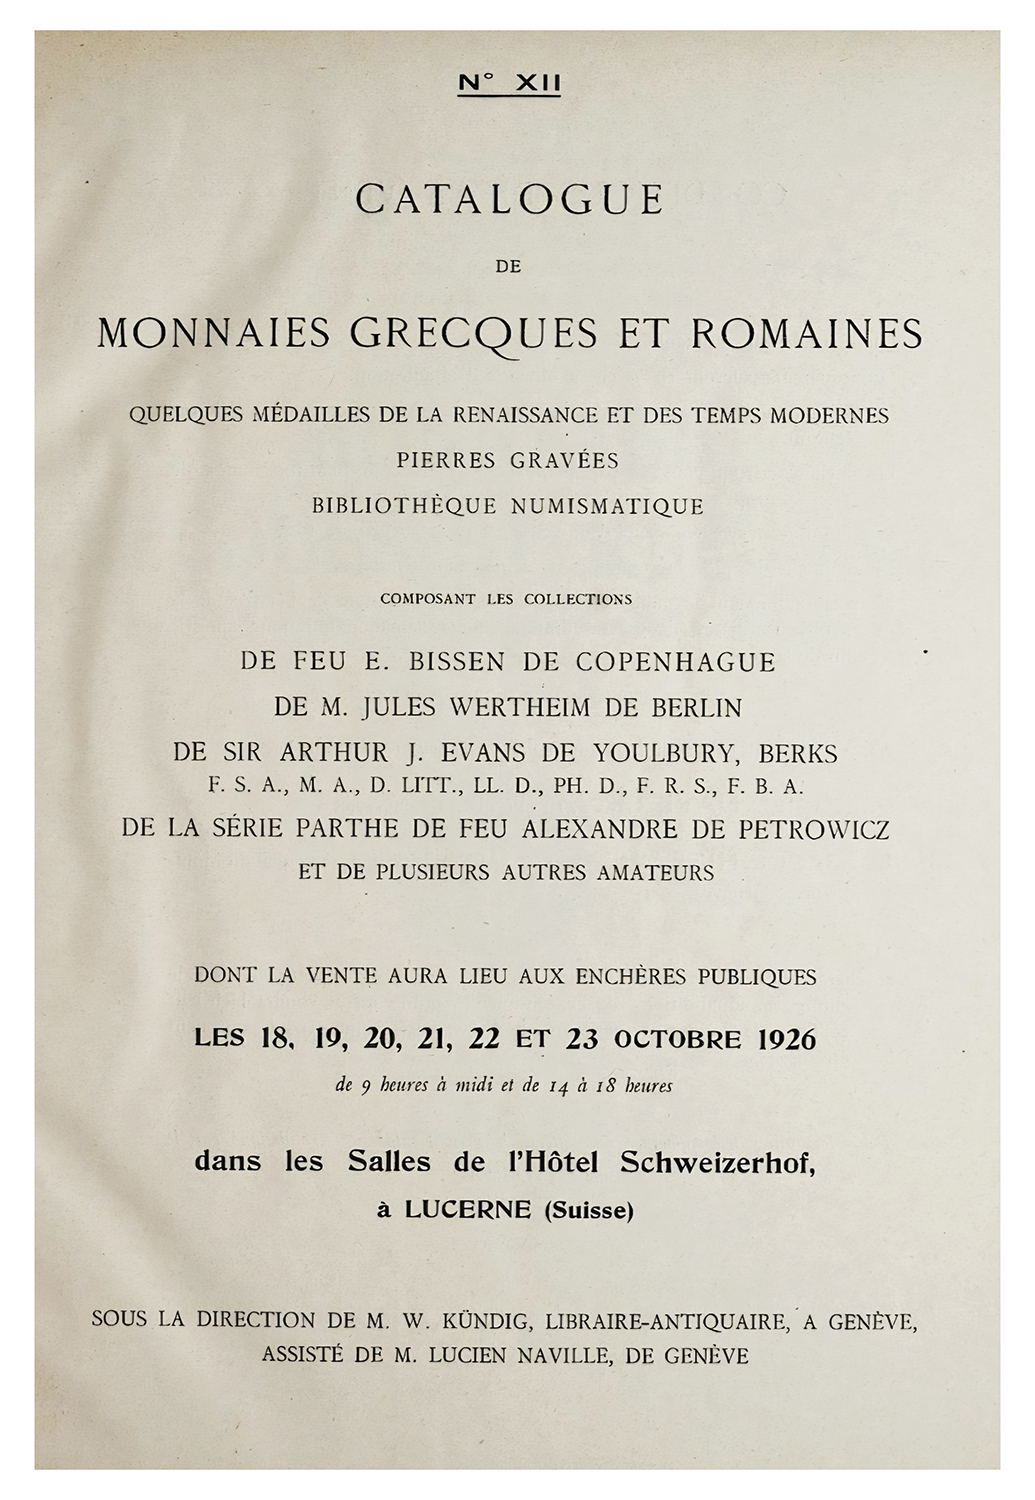 N° XII
CATALOGUE
DE
MONNAIES GRECQUES ET ROMAINES
QUELQUES MÉDAILLES DE LA RENAISSANCE ET DES TEMPS MODERNES
PIERRES GRAVÉES
BIBLIOTHÈQUE NUMISMATIQUE
COMPOSANT LES COLLECTIONS
DE FEU E. BISSEN DE COPENHAGUE
DE M. JULES WERTHEIM DE BERLIN
DE SIR ARTHUR J. EVANS DE YOULBURY, BERKS
F. S. A., M. A., D. LITT., LL. D., PH. D., F. R. S., F. B. A.
DE LA SÉRIE PARTHE DE FEU ALEXANDRE DE PETROWICZ
ET DE PLUSIEURS AUTRES AMATEURS
DONT LA VENTE AURA LIEU AUX ENCHÈRES PUBLIQUES
LES 18, 19, 20, 21, 22 ET 23 OCTOBRE 1926
de 9 heures à midi et de 14 à 18 heures
dans les Salles de l'Hôtel Schweizerhof,
à LUCERNE (Suisse)
SOUS LA DIRECTION DE M. W. KÜNDIG, LIBRAIRE-ANTIQUAIRE, A GENÈVE,
ASSISTÉ DE M. LUCIEN NAVILLE, DE GENÈVE